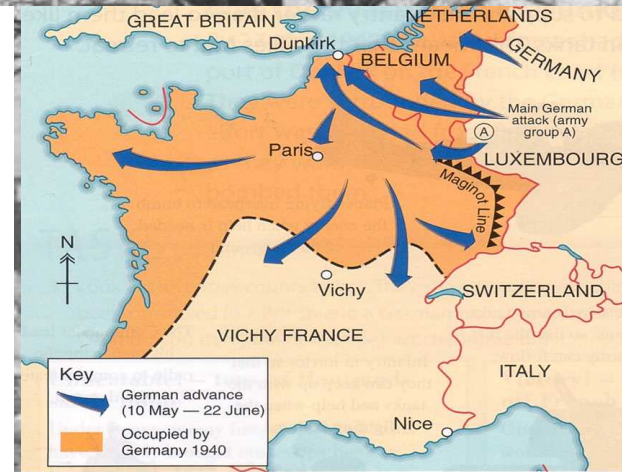 GREAT BRITAIN
NETHERLANDS
Dunkirk
BELGIUM
GERMANY
Main German
attack (army
group A)
A
LUXEMBOURG
Paris
Maginot Line
N
Vichy
SWITZERLAND
VICHY FRANCE
ITALY
Nice
Key
German advance
(10 May — 22 June)
Occupied by
Germany 1940